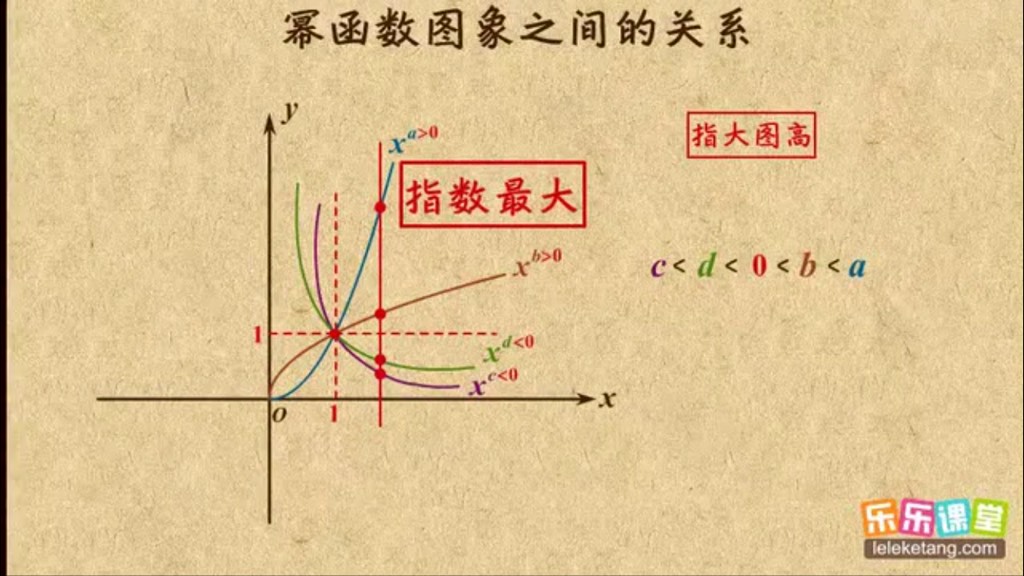 幂函数图象之间的关系
y
x^a>0
指大图高
指数最大
x^b>0
c < d < 0 < b < a
1
x^d<0
x^c<0
x
o
1
乐乐课堂
leleketang.com